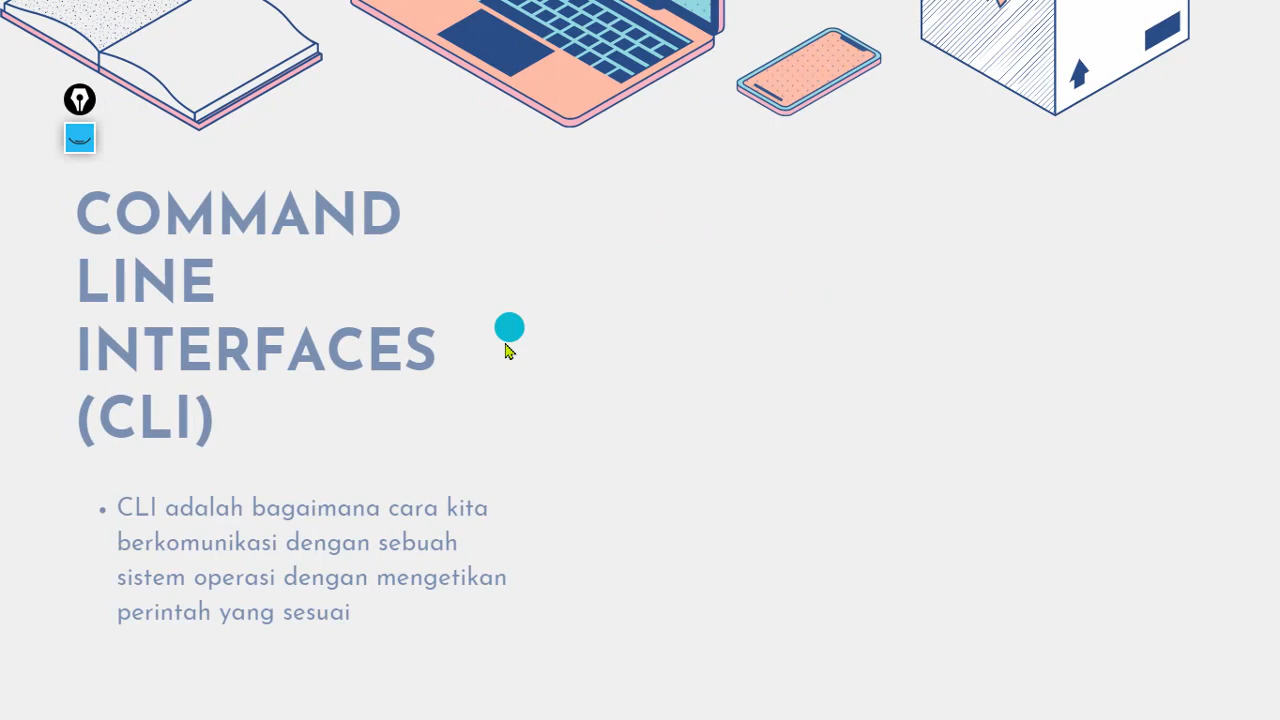 COMMAND
LINE
INTERFACES
(CLI)
• CLI adalah bagaimana cara kita
berkomunikasi dengan sebuah
sistem operasi dengan mengetikan
perintah yang sesuai